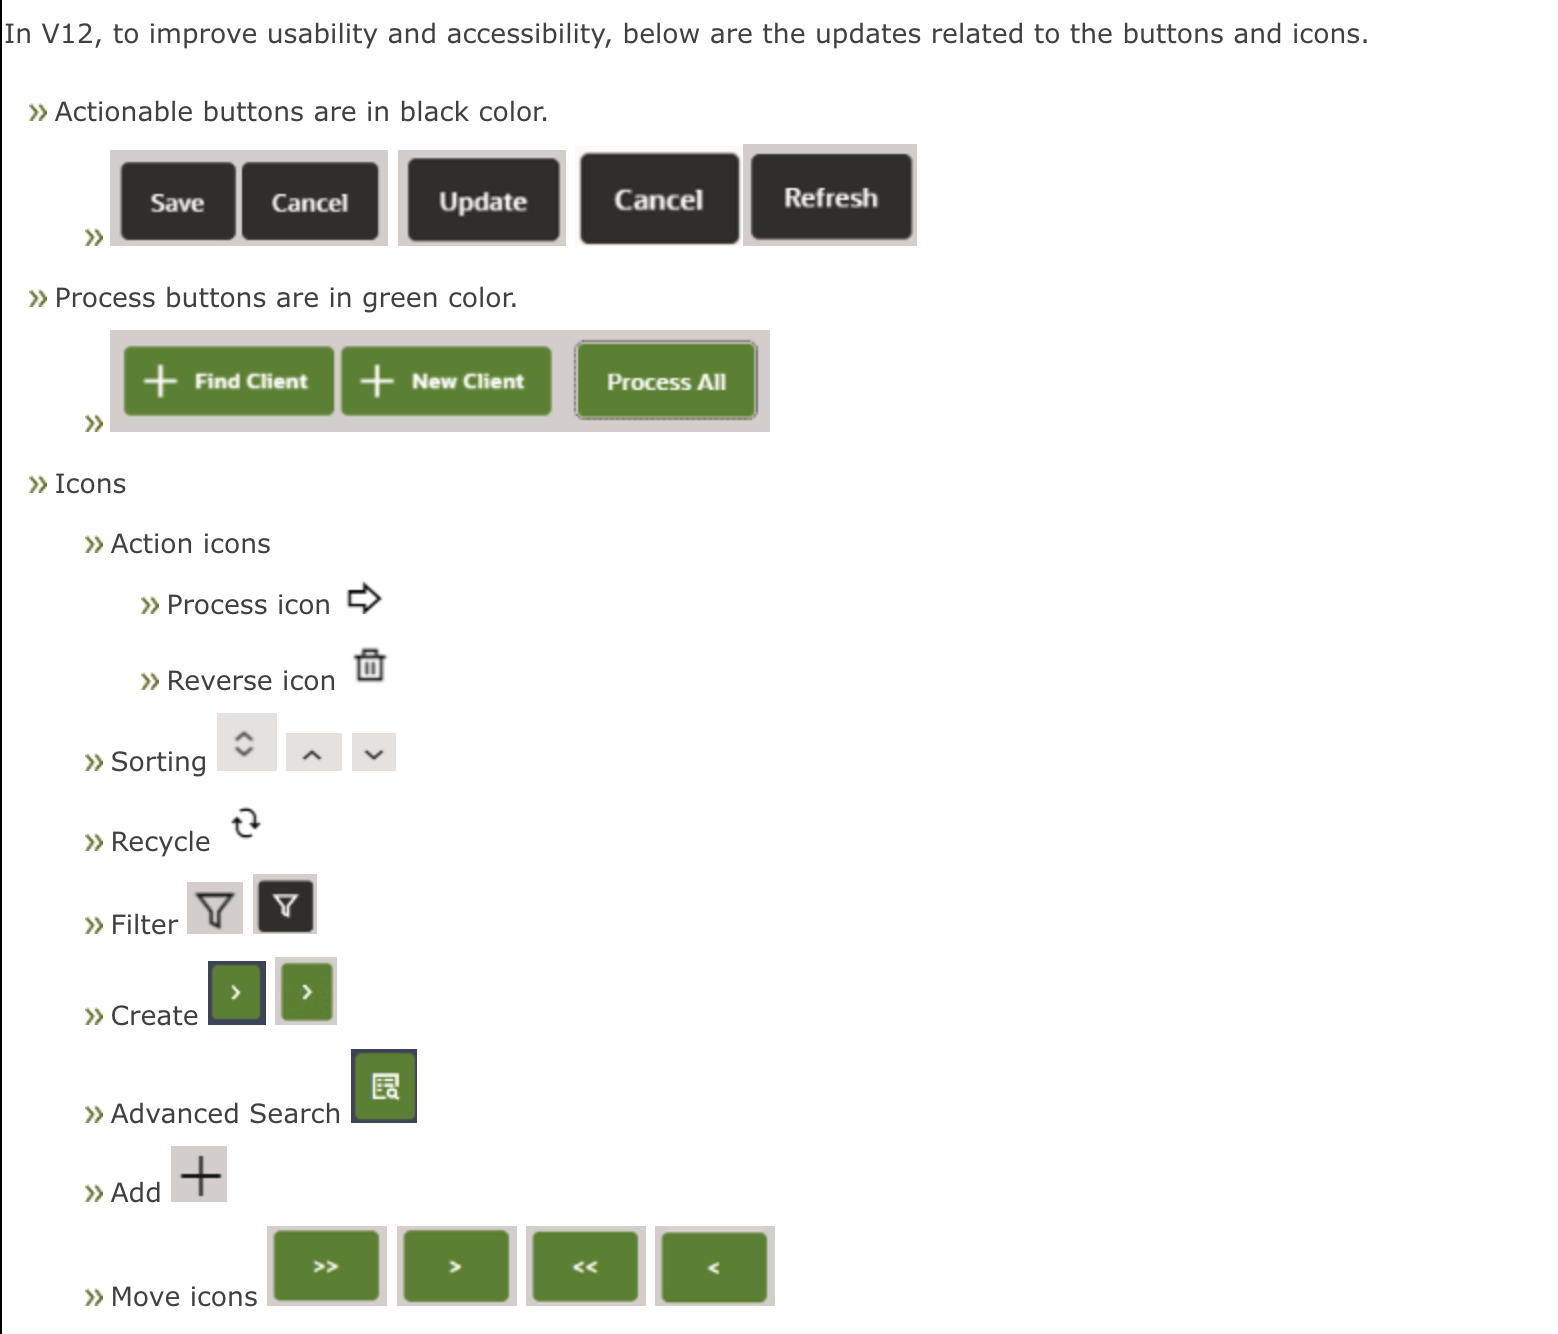 In V12, to improve usability and accessibility, below are the updates related to the buttons and icons.
» Actionable buttons are in black color.
» Save Cancel Update Cancel Refresh
» Process buttons are in green color.
» + Find Client + New Client Process All
» Icons
» Action icons
» Process icon
» Reverse icon
» Sorting
» Recycle
» Filter
» Create > >
» Advanced Search
» Add +
» Move icons >> > << <